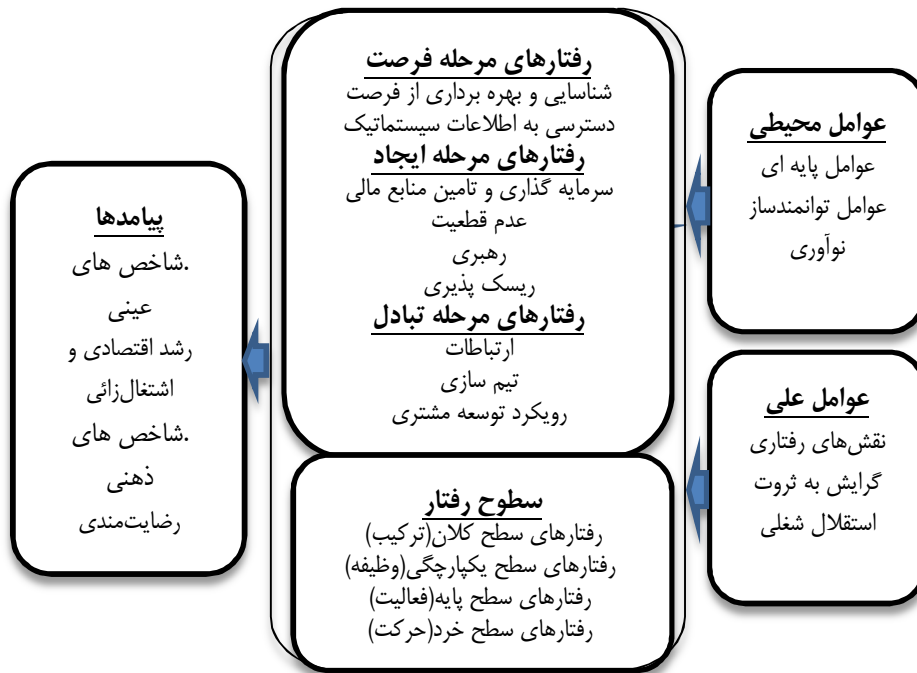 عوامل محیطی
عوامل پایه ای
عوامل توانمندساز
نوآوری
عوامل علی
نقش‌های رفتاری
گرایش به ثروت
استقلال شغلی
رفتارهای مرحله فرصت
شناسایی و بهره برداری از فرصت
دسترسی به اطلاعات سیستماتیک
رفتارهای مرحله ایجاد
سرمایه گذاری و تامین منابع مالی
عدم قطعیت
رهبری
ریسک پذیری
رفتارهای مرحله تبادل
ارتباطات
تیم سازی
رویکرد توسعه مشتری
سطوح رفتار
رفتارهای سطح کلان(ترکیب)
رفتارهای سطح یکپارچگی(وظیفه)
رفتارهای سطح پایه(فعالیت)
رفتارهای سطح خرد(حرکت)
پیامدها
.شاخص های
عینی
رشد اقتصادی و
اشتغال‌زائی
.شاخص های
ذهنی
رضایت‌مندی